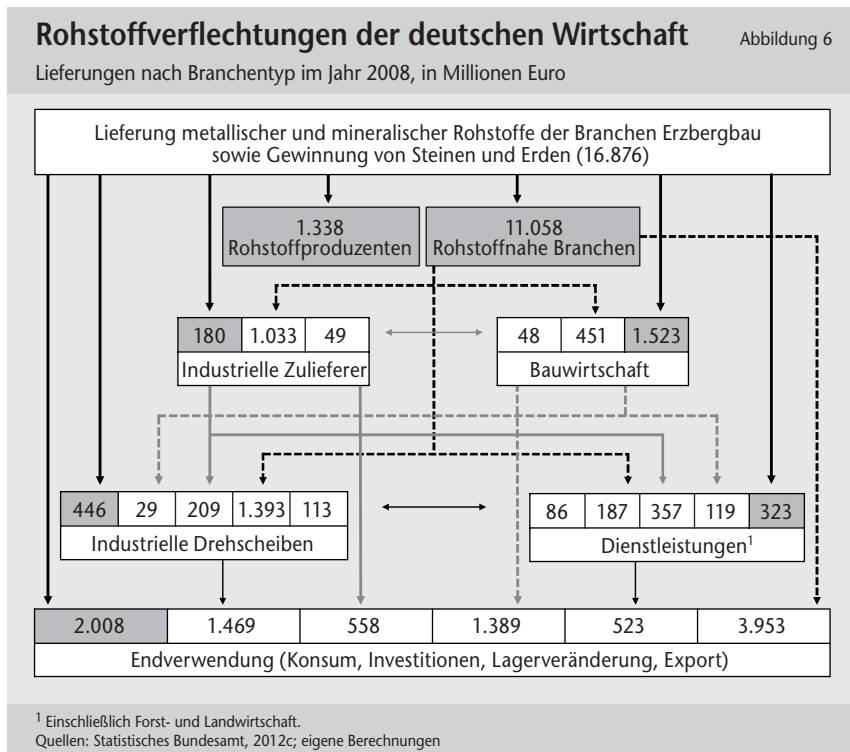 Rohstoffverflechtungen der deutschen Wirtschaft
Abbildung 6
Lieferungen nach Branchentyp im Jahr 2008, in Millionen Euro
Lieferung metallischer und mineralischer Rohstoffe der Branchen Erzbergbau
sowie Gewinnung von Steinen und Erden (16.876)
1.338
Rohstoffproduzenten
11.058
Rohstoffnahe Branchen
180 1.033 49
Industrielle Zulieferer
48 451 1.523
Bauwirtschaft
446 29 209 1.393 113
Industrielle Drehscheiben
86 187 357 119 323
Dienstleistungen¹
2.008 1.469 558 1.389 523 3.953
Endverwendung (Konsum, Investitionen, Lagerveränderung, Export)
¹ Einschließlich Forst- und Landwirtschaft.
Quellen: Statistisches Bundesamt, 2012c; eigene Berechnungen